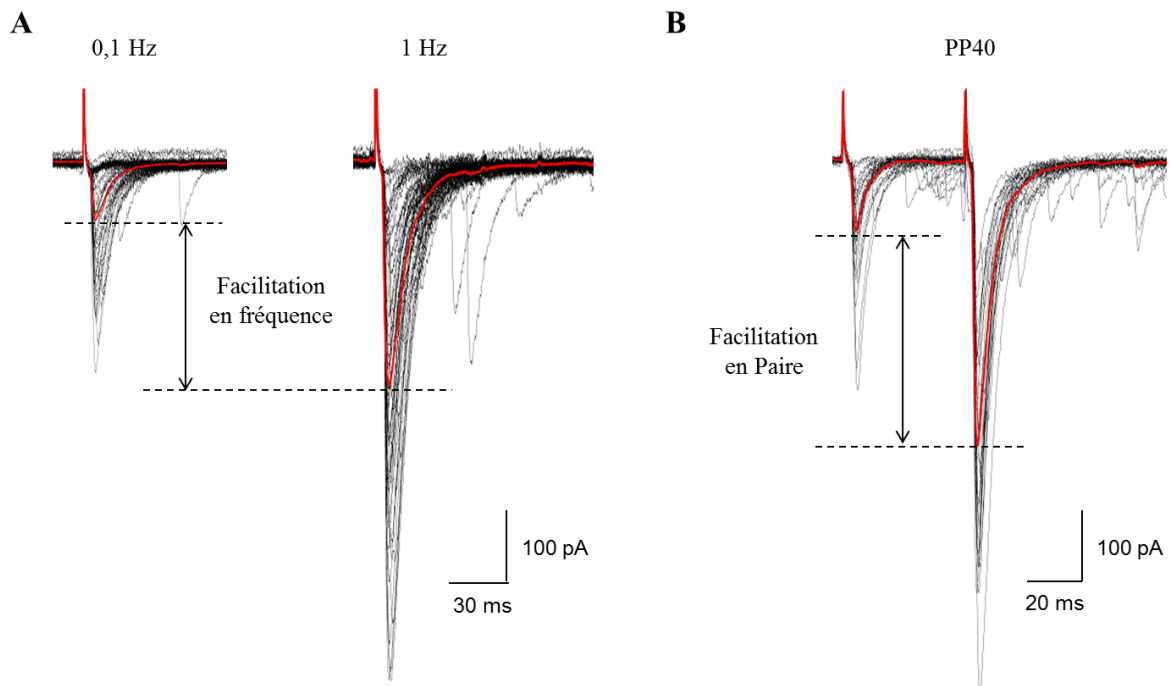 A
0,1 Hz
1 Hz
Facilitation
en fréquence
100 pA
30 ms
B
PP40
Facilitation
en Paire
100 pA
20 ms